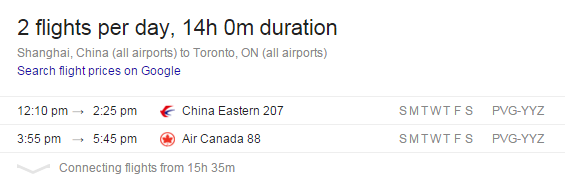 2 flights per day, 14h 0m duration
Shanghai, China (all airports) to Toronto, ON (all airports)
Search flight prices on Google
12:10 pm → 2:25 pm China Eastern 207 S M T W T F S PVG-YYZ
3:55 pm → 5:45 pm Air Canada 88 S M T W T F S PVG-YYZ
Connecting flights from 15h 35m